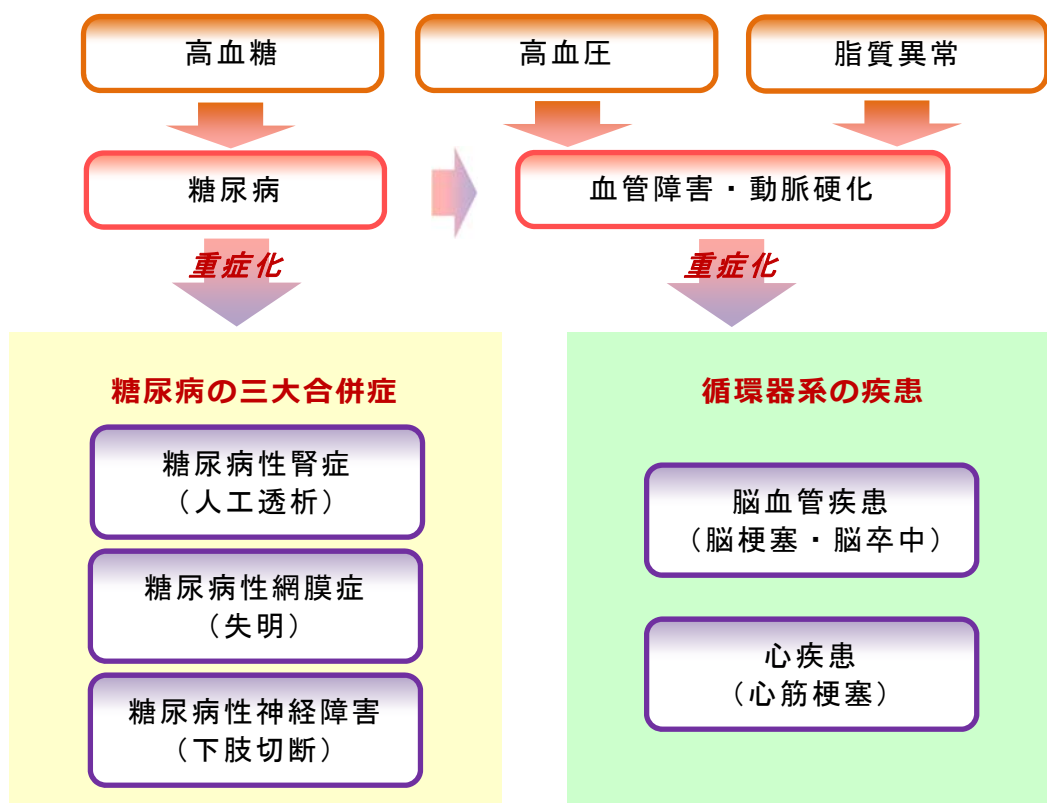 高血糖
高血圧
脂質異常
糖尿病
血管障害・動脈硬化
重症化
重症化
糖尿病の三大合併症
糖尿病性腎症
（人工透析）
糖尿病性網膜症
（失明）
糖尿病性神経障害
（下肢切断）
循環器系の疾患
脳血管疾患
（脳梗塞・脳卒中）
心疾患
（心筋梗塞）